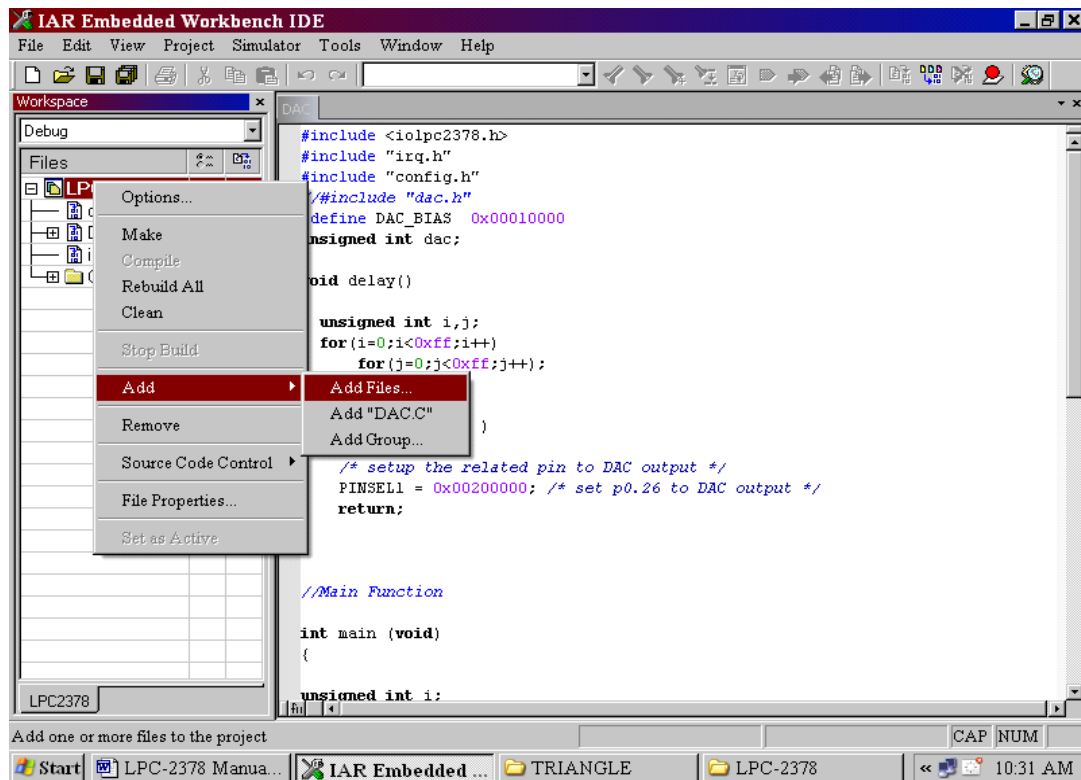 IAR Embedded Workbench IDE
File Edit View Project Simulator Tools Window Help
Workspace
Debug
Files
LP
Options...
Make
Compile
Rebuild All
Clean
Stop Build
Add
Remove
Source Code Control
File Properties...
Set as Active
Add Files...
Add "DAC.C"
Add Group...
LPC2378
DAC
#include <iolpc2378.h>
#include "irq.h"
#include "config.h"
/#include "dac.h"
define DAC_BIAS 0x00010000
nsigned int dac;
oid delay()
unsigned int i,j;
for(i=0;i<0xff;i++)
for(j=0;j<0xff;j++);
)
/* setup the related pin to DAC output */
PINSEL1 = 0x00200000; /* set p0.26 to DAC output */
return;
//Main Function
int main (void)
{
unsigned int i;
Add one or more files to the project
CAP NUM
Start LPC-2378 Manua... IAR Embedded ... TRIANGLE LPC-2378 « 10:31 AM